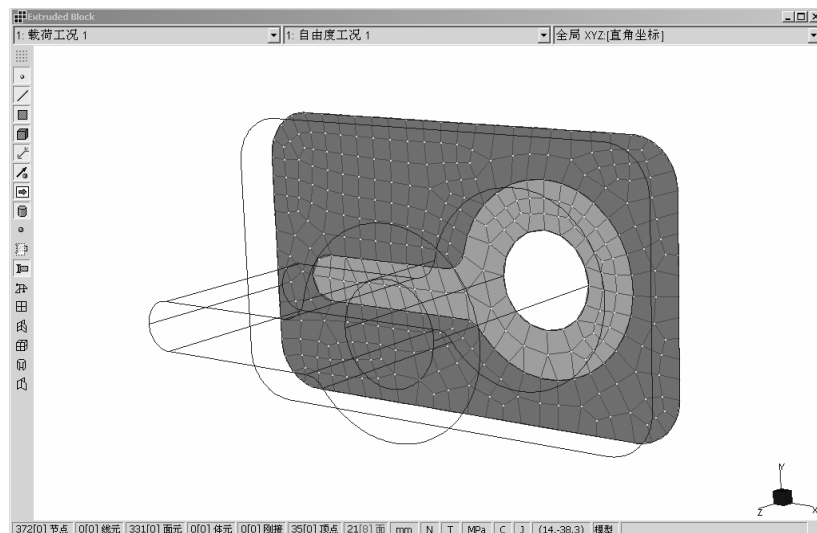 Extruded Block
1: 载荷工况 1
1: 自由度工况 1
全局 XYZ:[直角坐标]
Y
Z
X
372[0] 节点 0[0] 线元 331[0] 面元 0[0] 体元 0[0] 刚接 35[0] 顶点 21[8] 面 mm N T MPa C J (14,-38.3) 模型